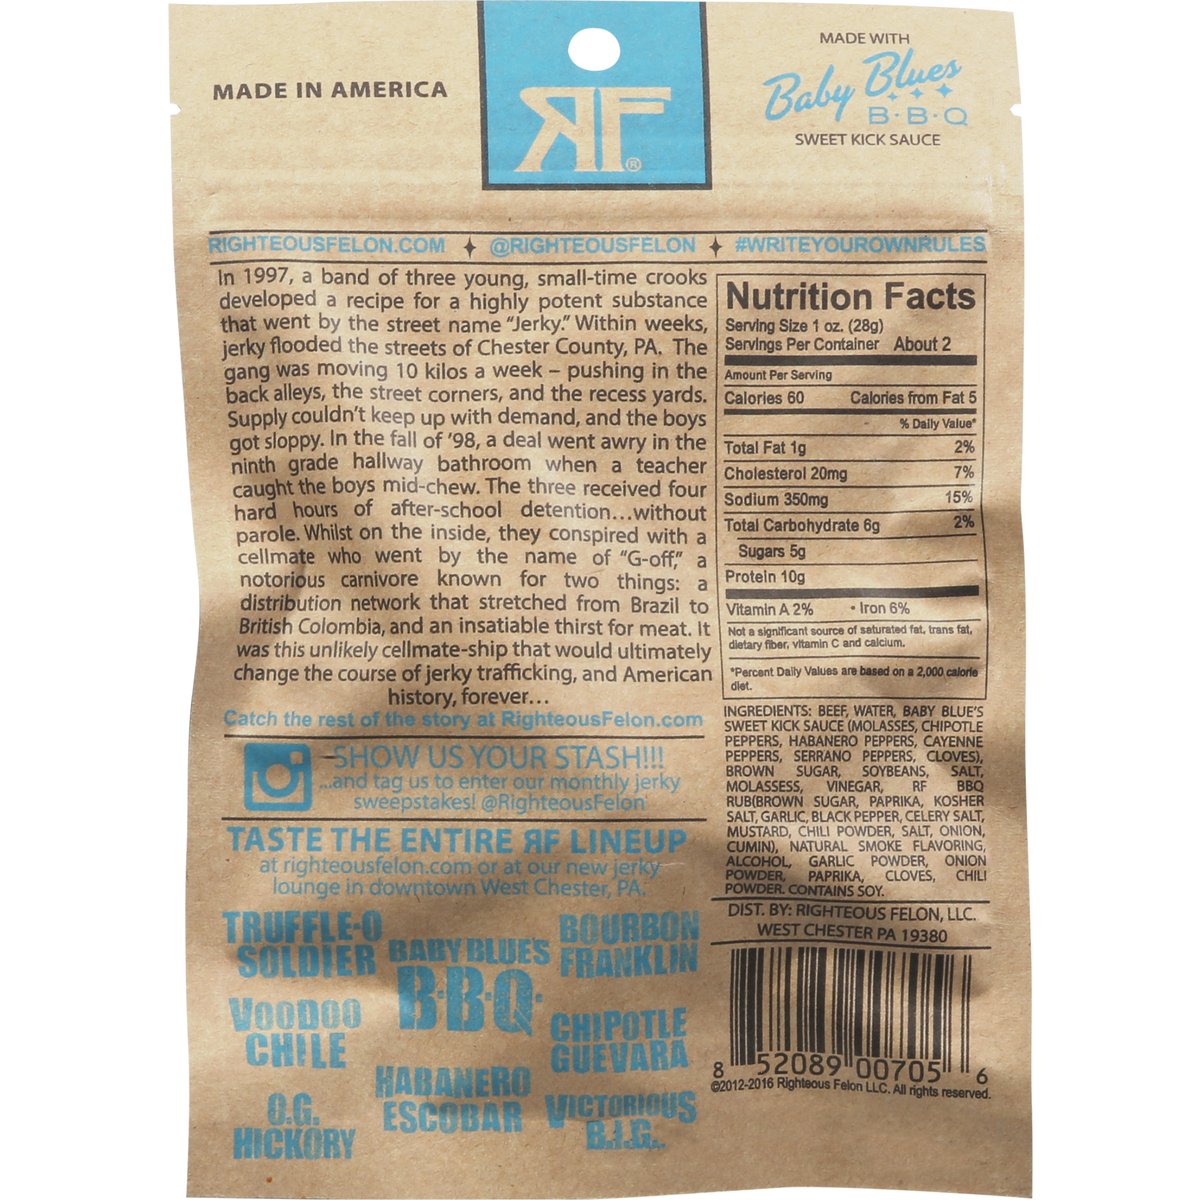 MADE IN AMERICA
RF®
MADE WITH
Baby Blues
B·B·Q
SWEET KICK SAUCE
RIGHTEOUSFELON.COM ✦ @RIGHTEOUSFELON ✦ #WRITEYOUROWNRULES
In 1997, a band of three young, small-time crooks
developed a recipe for a highly potent substance
that went by the street name "Jerky." Within weeks,
jerky flooded the streets of Chester County, PA. The
gang was moving 10 kilos a week – pushing in the
back alleys, the street corners, and the recess yards.
Supply couldn't keep up with demand, and the boys
got sloppy. In the fall of '98, a deal went awry in the
ninth grade hallway bathroom when a teacher
caught the boys mid-chew. The three received four
hard hours of after-school detention...without
parole. Whilst on the inside, they conspired with a
cellmate who went by the name of "G-off," a
notorious carnivore known for two things: a
distribution network that stretched from Brazil to
British Colombia, and an insatiable thirst for meat. It
was this unlikely cellmate-ship that would ultimately
change the course of jerky trafficking, and American
history, forever...
Catch the rest of the story at RighteousFelon.com
SHOW US YOUR STASH!!!
...and tag us to enter our monthly jerky
sweepstakes! @RighteousFelon
TASTE THE ENTIRE RF LINEUP
at righteousfelon.com or at our new jerky
lounge in downtown West Chester, PA.
TRUFFLE-O
SOLDIER
BABY BLUE'S
B·B·Q·
BOURBON
FRANKLIN
VOODOO
CHILE
CHIPOTLE
GUEVARA
HABANERO
ESCOBAR
O.G.
HICKORY
VICTORIOUS
B.I.G.
Nutrition Facts
Serving Size 1 oz. (28g)
Servings Per Container About 2
Amount Per Serving
Calories 60 Calories from Fat 5
% Daily Value*
Total Fat 1g 2%
Cholesterol 20mg 7%
Sodium 350mg 15%
Total Carbohydrate 6g 2%
Sugars 5g
Protein 10g
Vitamin A 2% • Iron 6%
Not a significant source of saturated fat, trans fat,
dietary fiber, vitamin C and calcium.
*Percent Daily Values are based on a 2,000 calorie
diet.
INGREDIENTS: BEEF, WATER, BABY BLUE'S
SWEET KICK SAUCE (MOLASSES, CHIPOTLE
PEPPERS, HABANERO PEPPERS, CAYENNE
PEPPERS, SERRANO PEPPERS, CLOVES),
BROWN SUGAR, SOYBEANS, SALT,
MOLASSESS, VINEGAR, RF BBQ
RUB(BROWN SUGAR, PAPRIKA, KOSHER
SALT, GARLIC, BLACK PEPPER, CELERY SALT,
MUSTARD, CHILI POWDER, SALT, ONION,
CUMIN), NATURAL SMOKE FLAVORING,
ALCOHOL, GARLIC POWDER, ONION
POWDER, PAPRIKA, CLOVES, CHILI
POWDER. CONTAINS SOY.
DIST. BY: RIGHTEOUS FELON, LLC.
WEST CHESTER PA 19380
8 52089 00705 6
©2012-2016 Righteous Felon LLC. All rights reserved.